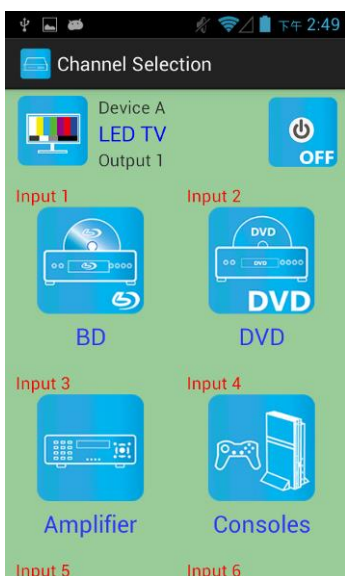 下午 2:49
Channel Selection
Device A
LED TV
Output 1
OFF
Input 1
Input 2
DVD
DVD
DVD
BD
DVD
Input 3
Input 4
Amplifier
Consoles
Input 5
Input 6